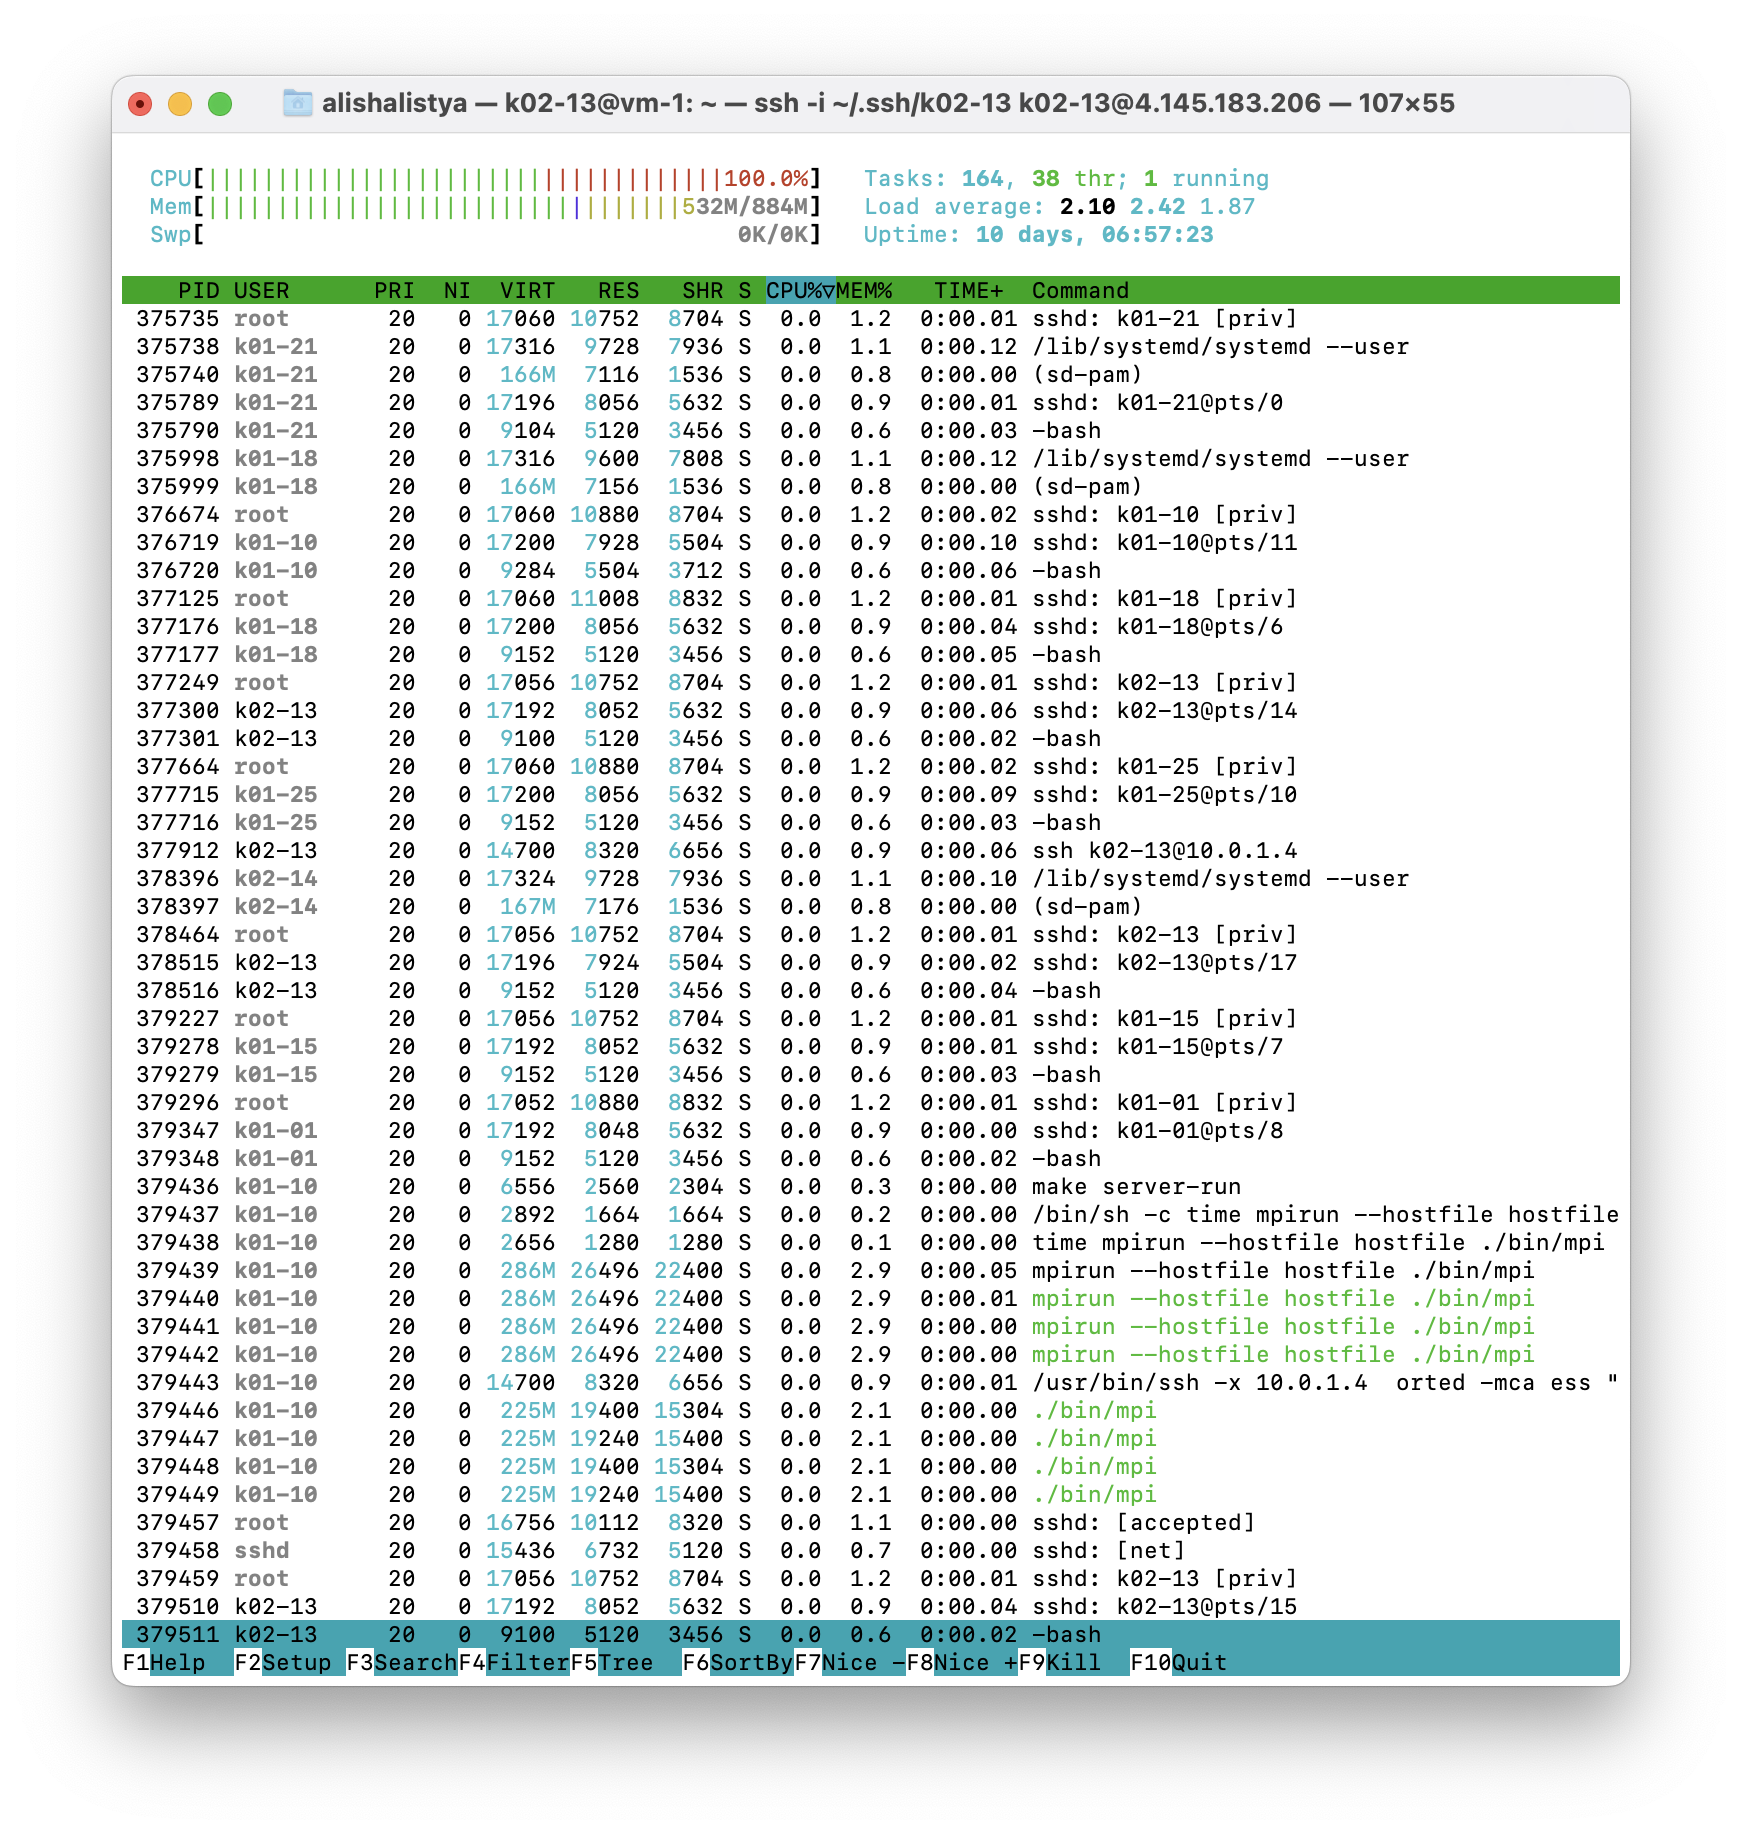 alishalistya — k02-13@vm-1: ~ — ssh -i ~/.ssh/k02-13 k02-13@4.145.183.206 — 107×55
CPU[||||||||||||||||||||||||||||||||||||||100.0%] Tasks: 164, 38 thr; 1 running
Mem[||||||||||||||||||||||||||||||||||532M/884M] Load average: 2.10 2.42 1.87
Swp[ 0K/0K] Uptime: 10 days, 06:57:23
PID USER PRI NI VIRT RES SHR S CPU%▽MEM% TIME+ Command
375735 root 20 0 17060 10752 8704 S 0.0 1.2 0:00.01 sshd: k01-21 [priv]
375738 k01-21 20 0 17316 9728 7936 S 0.0 1.1 0:00.12 /lib/systemd/systemd --user
375740 k01-21 20 0 166M 7116 1536 S 0.0 0.8 0:00.00 (sd-pam)
375789 k01-21 20 0 17196 8056 5632 S 0.0 0.9 0:00.01 sshd: k01-21@pts/0
375790 k01-21 20 0 9104 5120 3456 S 0.0 0.6 0:00.03 -bash
375998 k01-18 20 0 17316 9600 7808 S 0.0 1.1 0:00.12 /lib/systemd/systemd --user
375999 k01-18 20 0 166M 7156 1536 S 0.0 0.8 0:00.00 (sd-pam)
376674 root 20 0 17060 10880 8704 S 0.0 1.2 0:00.02 sshd: k01-10 [priv]
376719 k01-10 20 0 17200 7928 5504 S 0.0 0.9 0:00.10 sshd: k01-10@pts/11
376720 k01-10 20 0 9284 5504 3712 S 0.0 0.6 0:00.06 -bash
377125 root 20 0 17060 11008 8832 S 0.0 1.2 0:00.01 sshd: k01-18 [priv]
377176 k01-18 20 0 17200 8056 5632 S 0.0 0.9 0:00.04 sshd: k01-18@pts/6
377177 k01-18 20 0 9152 5120 3456 S 0.0 0.6 0:00.05 -bash
377249 root 20 0 17056 10752 8704 S 0.0 1.2 0:00.01 sshd: k02-13 [priv]
377300 k02-13 20 0 17192 8052 5632 S 0.0 0.9 0:00.06 sshd: k02-13@pts/14
377301 k02-13 20 0 9100 5120 3456 S 0.0 0.6 0:00.02 -bash
377664 root 20 0 17060 10880 8704 S 0.0 1.2 0:00.02 sshd: k01-25 [priv]
377715 k01-25 20 0 17200 8056 5632 S 0.0 0.9 0:00.09 sshd: k01-25@pts/10
377716 k01-25 20 0 9152 5120 3456 S 0.0 0.6 0:00.03 -bash
377912 k02-13 20 0 14700 8320 6656 S 0.0 0.9 0:00.06 ssh k02-13@10.0.1.4
378396 k02-14 20 0 17324 9728 7936 S 0.0 1.1 0:00.10 /lib/systemd/systemd --user
378397 k02-14 20 0 167M 7176 1536 S 0.0 0.8 0:00.00 (sd-pam)
378464 root 20 0 17056 10752 8704 S 0.0 1.2 0:00.01 sshd: k02-13 [priv]
378515 k02-13 20 0 17196 7924 5504 S 0.0 0.9 0:00.02 sshd: k02-13@pts/17
378516 k02-13 20 0 9152 5120 3456 S 0.0 0.6 0:00.04 -bash
379227 root 20 0 17056 10752 8704 S 0.0 1.2 0:00.01 sshd: k01-15 [priv]
379278 k01-15 20 0 17192 8052 5632 S 0.0 0.9 0:00.01 sshd: k01-15@pts/7
379279 k01-15 20 0 9152 5120 3456 S 0.0 0.6 0:00.03 -bash
379296 root 20 0 17052 10880 8832 S 0.0 1.2 0:00.01 sshd: k01-01 [priv]
379347 k01-01 20 0 17192 8048 5632 S 0.0 0.9 0:00.00 sshd: k01-01@pts/8
379348 k01-01 20 0 9152 5120 3456 S 0.0 0.6 0:00.02 -bash
379436 k01-10 20 0 6556 2560 2304 S 0.0 0.3 0:00.00 make server-run
379437 k01-10 20 0 2892 1664 1664 S 0.0 0.2 0:00.00 /bin/sh -c time mpirun --hostfile hostfile
379438 k01-10 20 0 2656 1280 1280 S 0.0 0.1 0:00.00 time mpirun --hostfile hostfile ./bin/mpi
379439 k01-10 20 0 286M 26496 22400 S 0.0 2.9 0:00.05 mpirun --hostfile hostfile ./bin/mpi
379440 k01-10 20 0 286M 26496 22400 S 0.0 2.9 0:00.01 mpirun --hostfile hostfile ./bin/mpi
379441 k01-10 20 0 286M 26496 22400 S 0.0 2.9 0:00.00 mpirun --hostfile hostfile ./bin/mpi
379442 k01-10 20 0 286M 26496 22400 S 0.0 2.9 0:00.00 mpirun --hostfile hostfile ./bin/mpi
379443 k01-10 20 0 14700 8320 6656 S 0.0 0.9 0:00.01 /usr/bin/ssh -x 10.0.1.4 orted -mca ess "
379446 k01-10 20 0 225M 19400 15304 S 0.0 2.1 0:00.00 ./bin/mpi
379447 k01-10 20 0 225M 19240 15400 S 0.0 2.1 0:00.00 ./bin/mpi
379448 k01-10 20 0 225M 19400 15304 S 0.0 2.1 0:00.00 ./bin/mpi
379449 k01-10 20 0 225M 19240 15400 S 0.0 2.1 0:00.00 ./bin/mpi
379457 root 20 0 16756 10112 8320 S 0.0 1.1 0:00.00 sshd: [accepted]
379458 sshd 20 0 15436 6732 5120 S 0.0 0.7 0:00.00 sshd: [net]
379459 root 20 0 17056 10752 8704 S 0.0 1.2 0:00.01 sshd: k02-13 [priv]
379510 k02-13 20 0 17192 8052 5632 S 0.0 0.9 0:00.04 sshd: k02-13@pts/15
379511 k02-13 20 0 9100 5120 3456 S 0.0 0.6 0:00.02 -bash
F1Help F2Setup F3SearchF4FilterF5Tree F6SortByF7Nice -F8Nice +F9Kill F10Quit